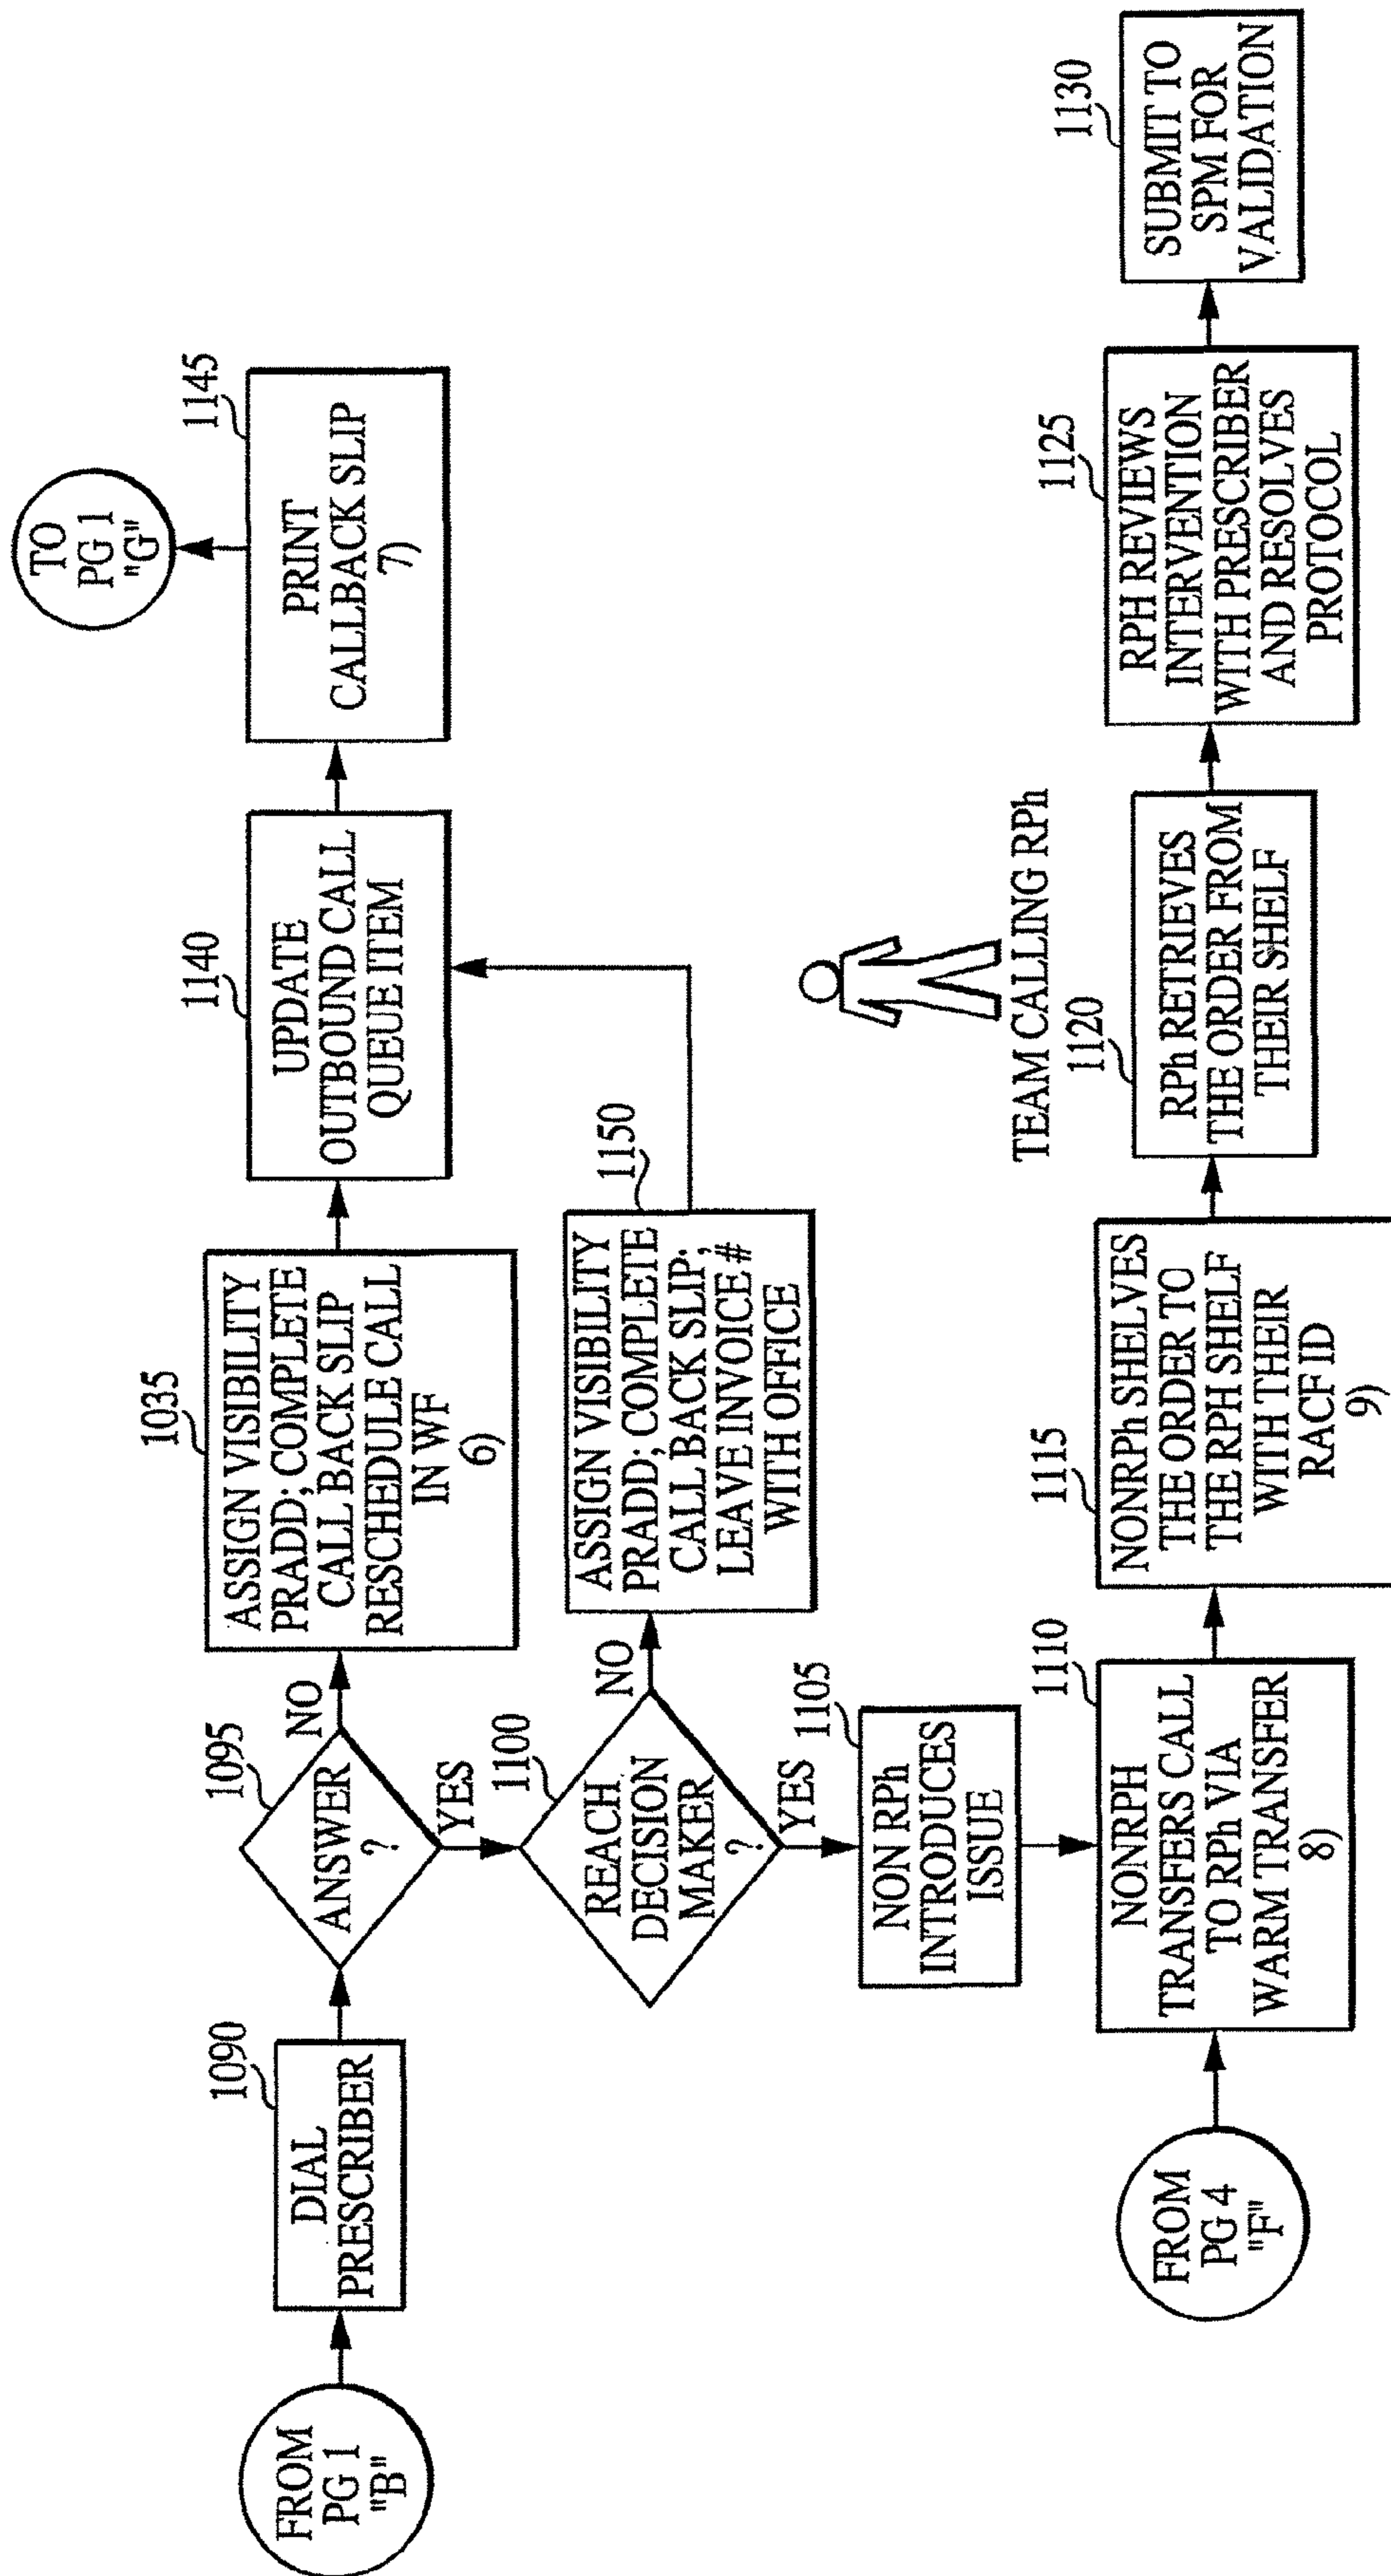 FROM
PG 1
"B"
1090
DIAL
PRESCRIBER
1095
ANSWER
?
NO
YES
1035
ASSIGN VISIBILITY
PRADD; COMPLETE
CALL BACK SLIP
RESCHEDULE CALL
IN WF
6)
1140
UPDATE
OUTBOUND CALL
QUEUE ITEM
1145
PRINT
CALLBACK SLIP
7)
TO
PG 1
"G"
1100
REACH
DECISION
MAKER
?
NO
YES
1150
ASSIGN VISIBILITY
PRADD; COMPLETE
CALL BACK SLIP;
LEAVE INVOICE #
WITH OFFICE
1105
NON RPh
INTRODUCES
ISSUE
TEAM CALLING RPh
FROM
PG 4
"F"
1110
NONRPH
TRANSFERS CALL
TO RPh VIA
WARM TRANSFER
8)
1115
NONRPh SHELVES
THE ORDER TO
THE RPH SHELF
WITH THEIR
RACF ID
9)
1120
RPh RETRIEVES
THE ORDER FROM
THEIR SHELF
1125
RPH REVIEWS
INTERVENTION
WITH PRESCRIBER
AND RESOLVES
PROTOCOL
1130
SUBMIT TO
SPM FOR
VALIDATION